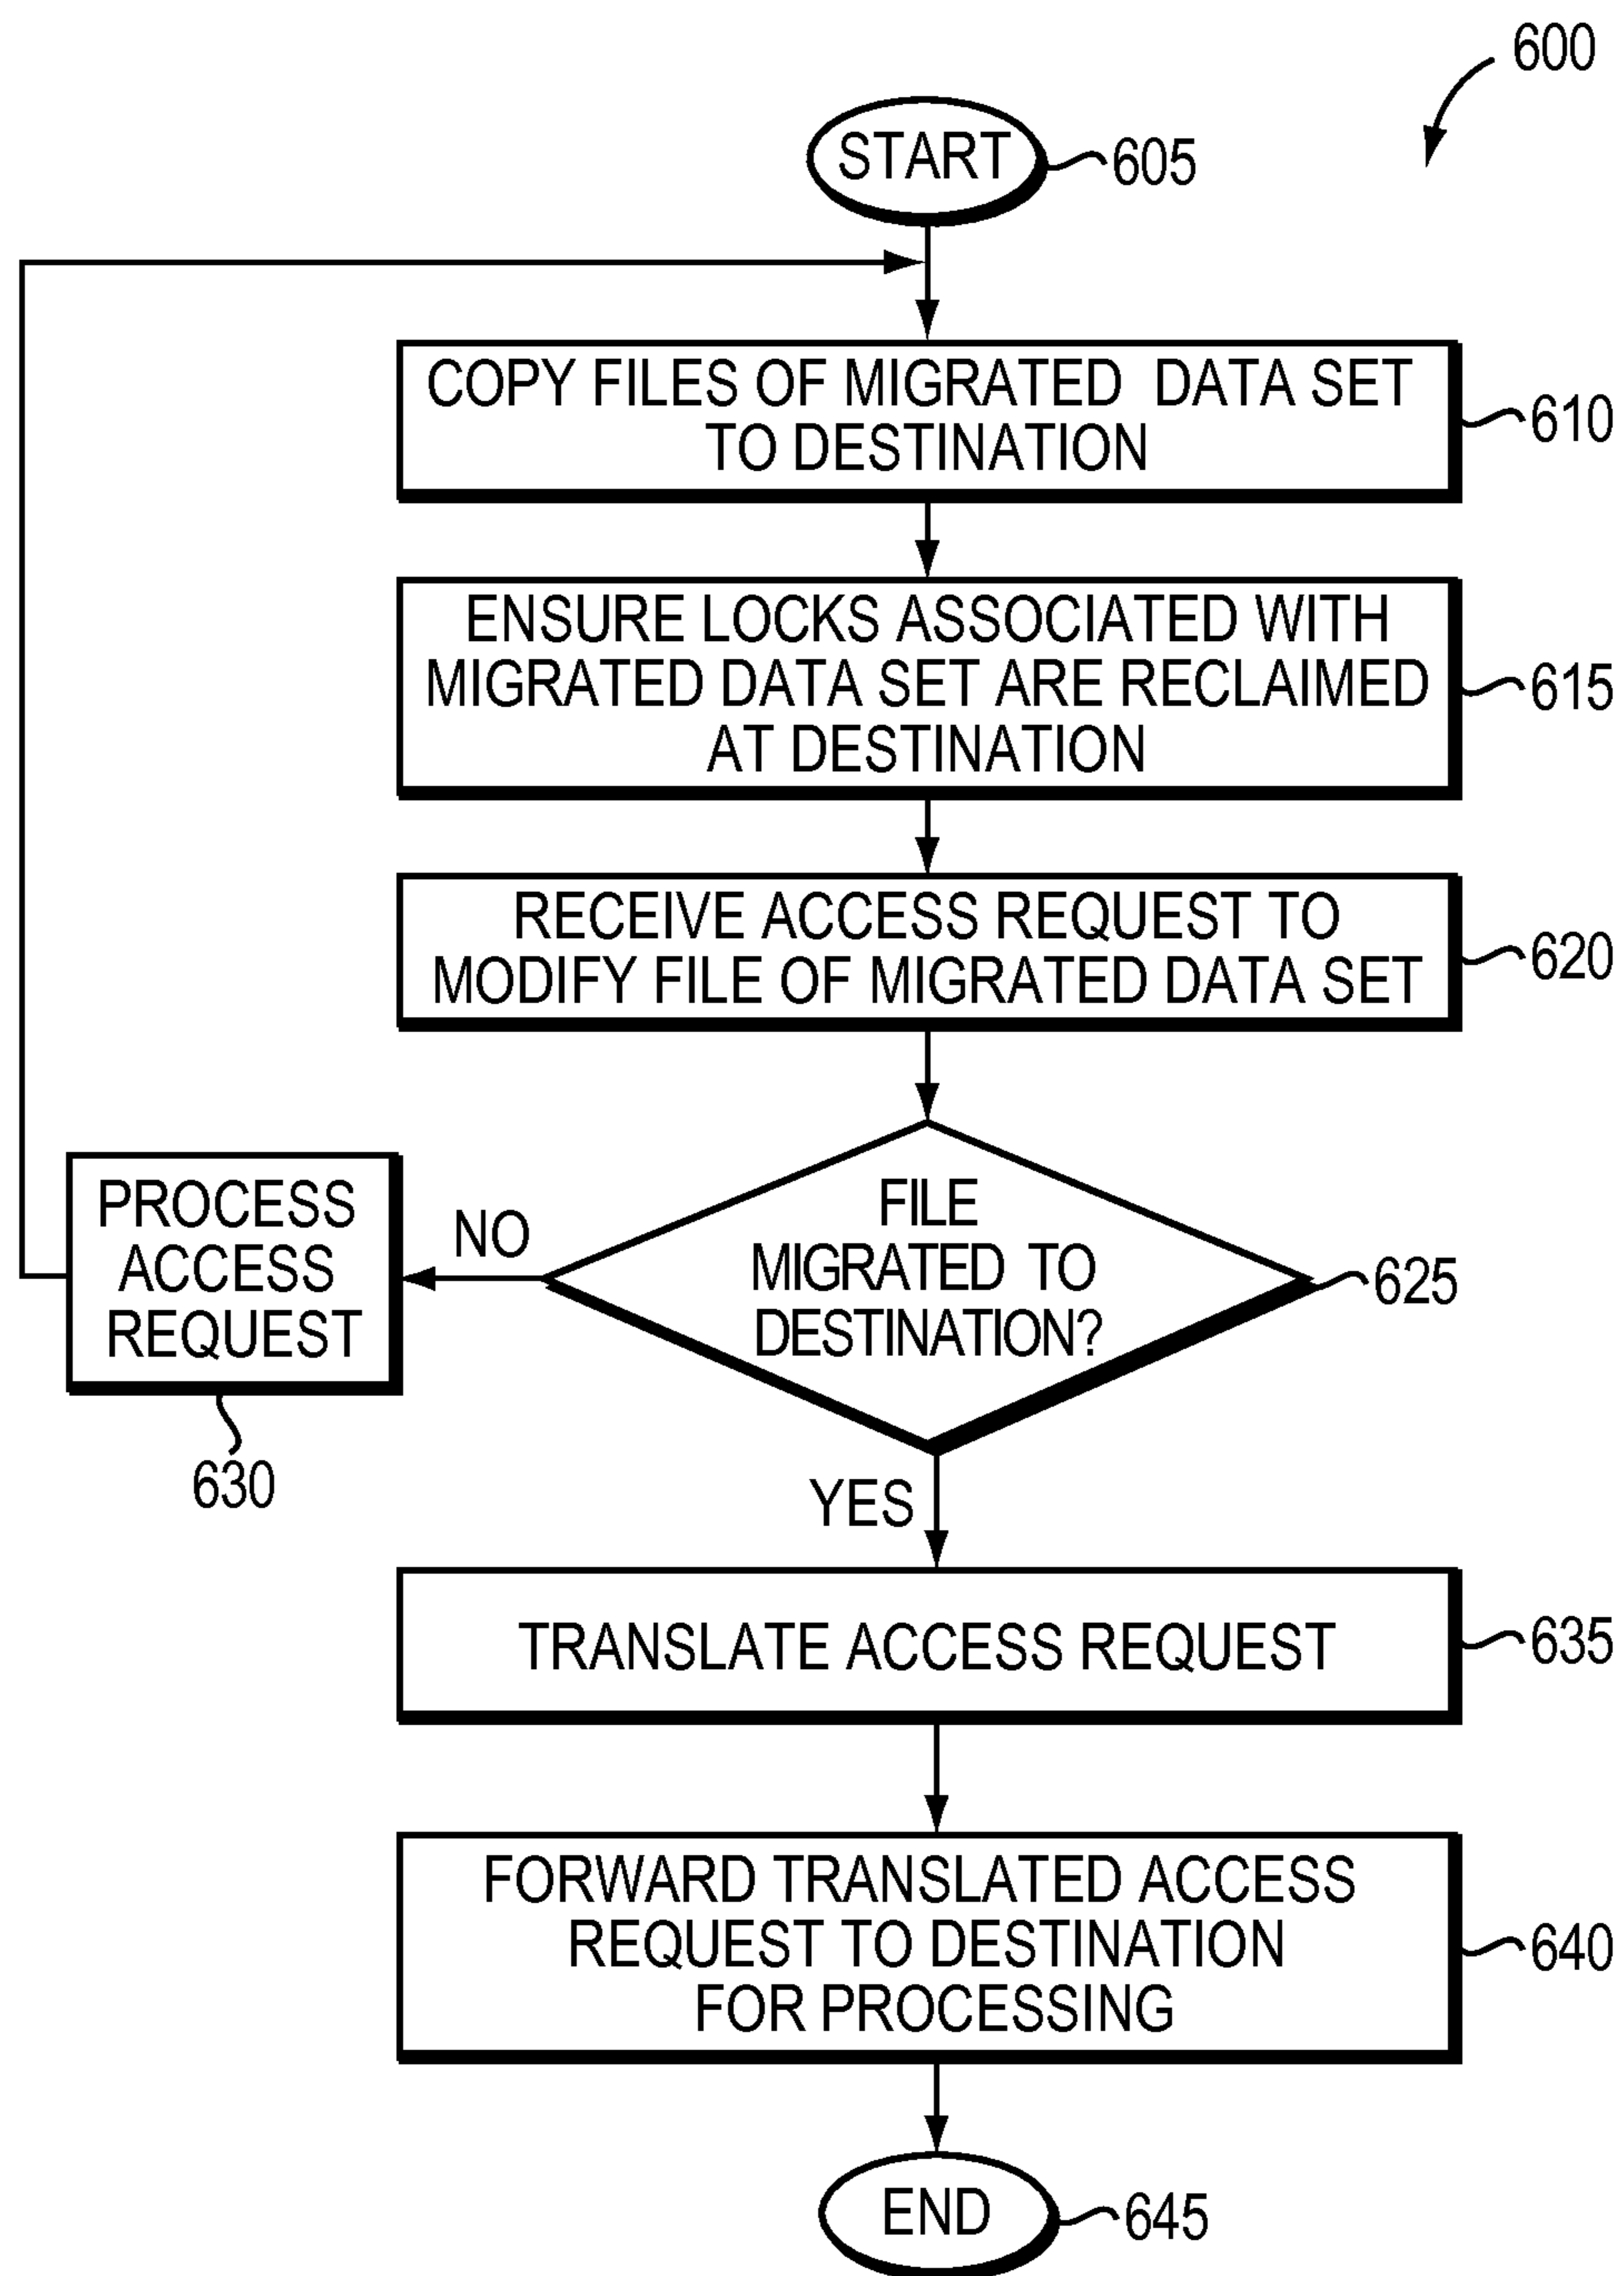 600
START
605
COPY FILES OF MIGRATED DATA SET
TO DESTINATION
610
ENSURE LOCKS ASSOCIATED WITH
MIGRATED DATA SET ARE RECLAIMED
AT DESTINATION
615
RECEIVE ACCESS REQUEST TO
MODIFY FILE OF MIGRATED DATA SET
620
FILE
MIGRATED TO
DESTINATION?
625
NO
PROCESS
ACCESS
REQUEST
630
YES
TRANSLATE ACCESS REQUEST
635
FORWARD TRANSLATED ACCESS
REQUEST TO DESTINATION
FOR PROCESSING
640
END
645